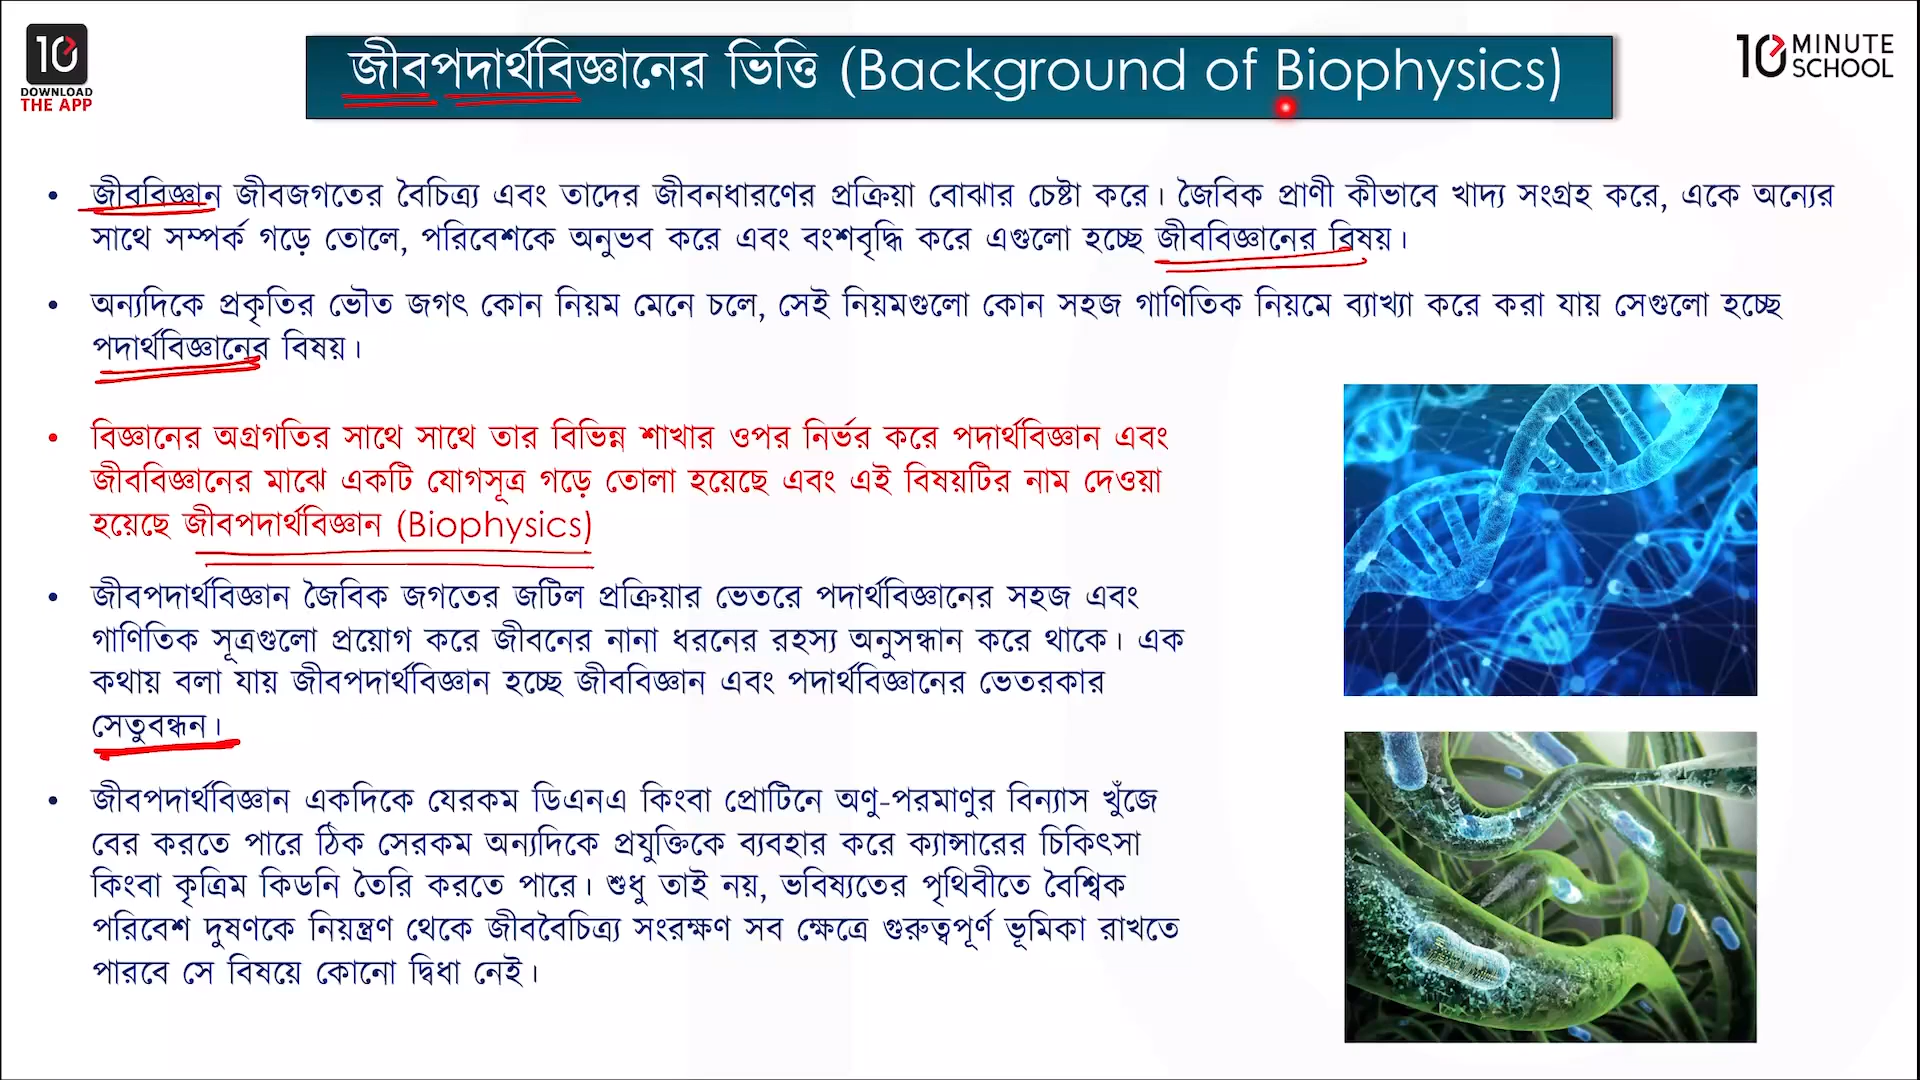 10
DOWNLOAD
THE APP
জীবপদার্থবিজ্ঞানের ভিত্তি (Background of Biophysics)
10 MINUTE
SCHOOL
• জীববিজ্ঞান জীবজগতের বৈচিত্র্য এবং তাদের জীবনধারণের প্রক্রিয়া বোঝার চেষ্টা করে। জৈবিক প্রাণী কীভাবে খাদ্য সংগ্রহ করে, একে অন্যের
সাথে সম্পর্ক গড়ে তোলে, পরিবেশকে অনুভব করে এবং বংশবৃদ্ধি করে এগুলো হচ্ছে জীববিজ্ঞানের বিষয়।
• অন্যদিকে প্রকৃতির ভৌত জগৎ কোন নিয়ম মেনে চলে, সেই নিয়মগুলো কোন সহজ গাণিতিক নিয়মে ব্যাখ্যা করে করা যায় সেগুলো হচ্ছে
পদার্থবিজ্ঞানের বিষয়।
• বিজ্ঞানের অগ্রগতির সাথে সাথে তার বিভিন্ন শাখার ওপর নির্ভর করে পদার্থবিজ্ঞান এবং
জীববিজ্ঞানের মাঝে একটি যোগসূত্র গড়ে তোলা হয়েছে এবং এই বিষয়টির নাম দেওয়া
হয়েছে জীবপদার্থবিজ্ঞান (Biophysics)
• জীবপদার্থবিজ্ঞান জৈবিক জগতের জটিল প্রক্রিয়ার ভেতরে পদার্থবিজ্ঞানের সহজ এবং
গাণিতিক সূত্রগুলো প্রয়োগ করে জীবনের নানা ধরনের রহস্য অনুসন্ধান করে থাকে। এক
কথায় বলা যায় জীবপদার্থবিজ্ঞান হচ্ছে জীববিজ্ঞান এবং পদার্থবিজ্ঞানের ভেতরকার
সেতুবন্ধন।
• জীবপদার্থবিজ্ঞান একদিকে যেরকম ডিএনএ কিংবা প্রোটিনে অণু-পরমাণুর বিন্যাস খুঁজে
বের করতে পারে ঠিক সেরকম অন্যদিকে প্রযুক্তিকে ব্যবহার করে ক্যান্সারের চিকিৎসা
কিংবা কৃত্রিম কিডনি তৈরি করতে পারে। শুধু তাই নয়, ভবিষ্যতের পৃথিবীতে বৈশ্বিক
পরিবেশ দুষণকে নিয়ন্ত্রণ থেকে জীববৈচিত্র্য সংরক্ষণ সব ক্ষেত্রে গুরুত্বপূর্ণ ভূমিকা রাখতে
পারবে সে বিষয়ে কোনো দ্বিধা নেই।